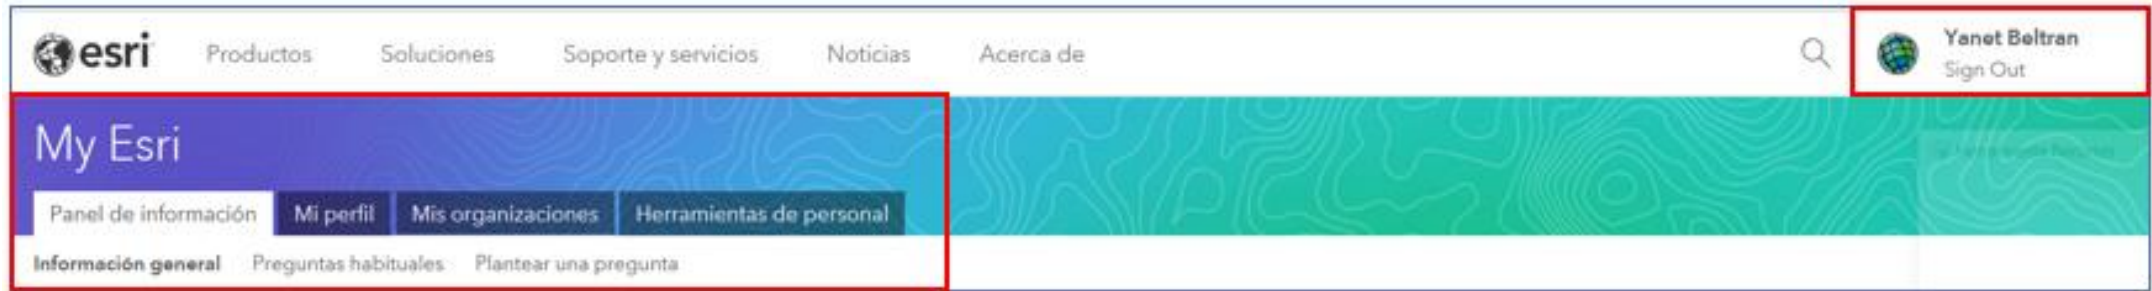 esri Productos Soluciones Soporte y servicios Noticias Acerca de
Yanet Beltran
Sign Out
My Esri
Panel de información Mi perfil Mis organizaciones Herramientas de personal
Información general Preguntas habituales Plantear una pregunta